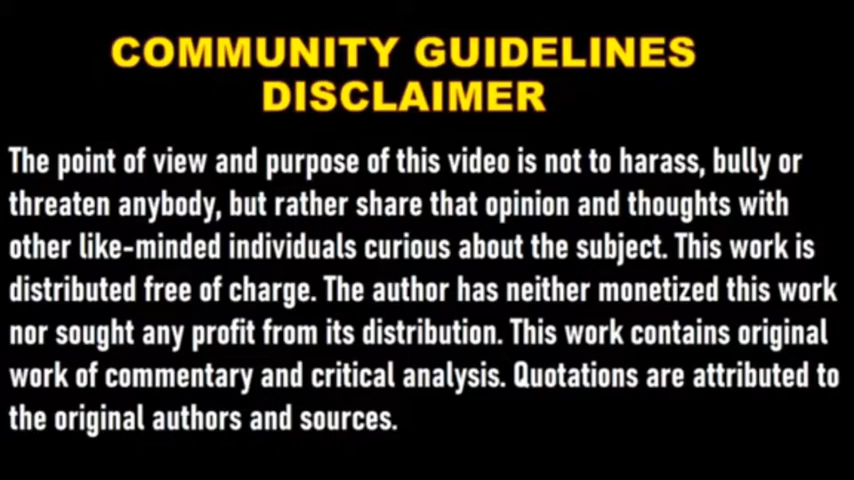 COMMUNITY GUIDELINES
DISCLAIMER
The point of view and purpose of this video is not to harass, bully or
threaten anybody, but rather share that opinion and thoughts with
other like-minded individuals curious about the subject. This work is
distributed free of charge. The author has neither monetized this work
nor sought any profit from its distribution. This work contains original
work of commentary and critical analysis. Quotations are attributed to
the original authors and sources.